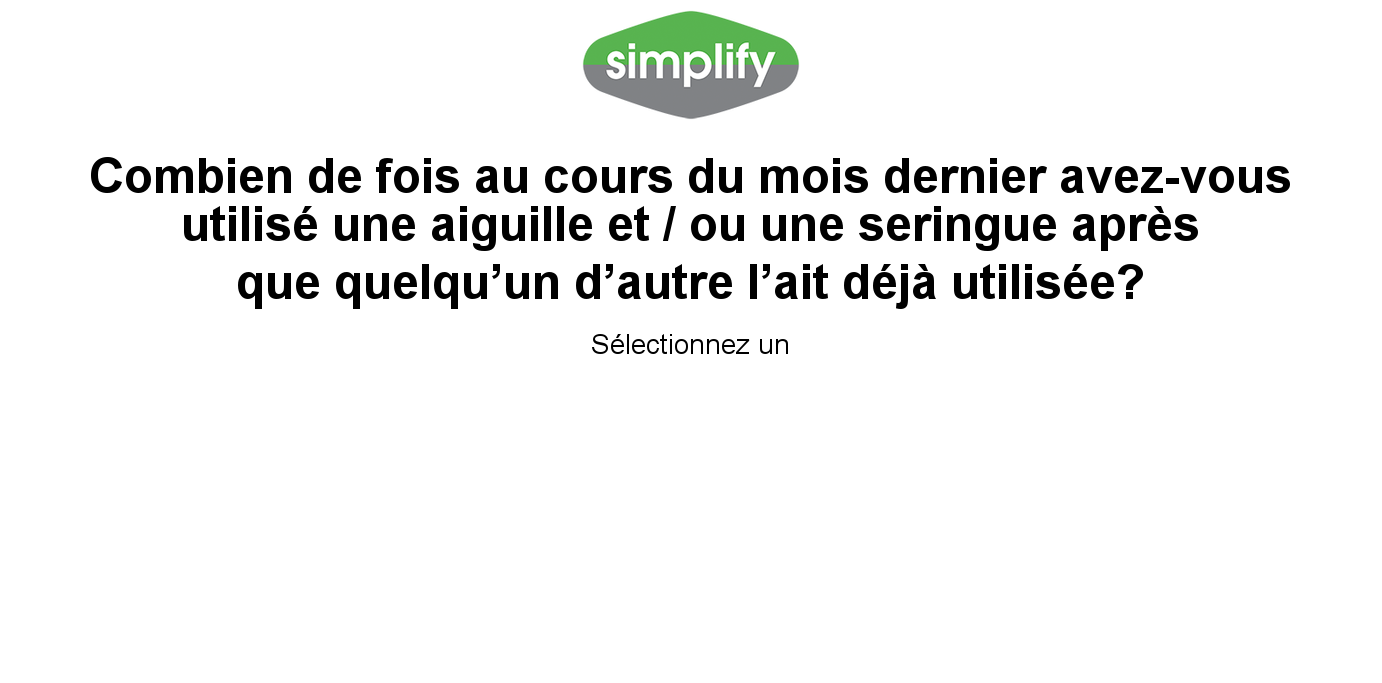 simplify
Combien de fois au cours du mois dernier avez-vous
utilisé une aiguille et / ou une seringue après
que quelqu’un d’autre l’ait déjà utilisée?
Sélectionnez un